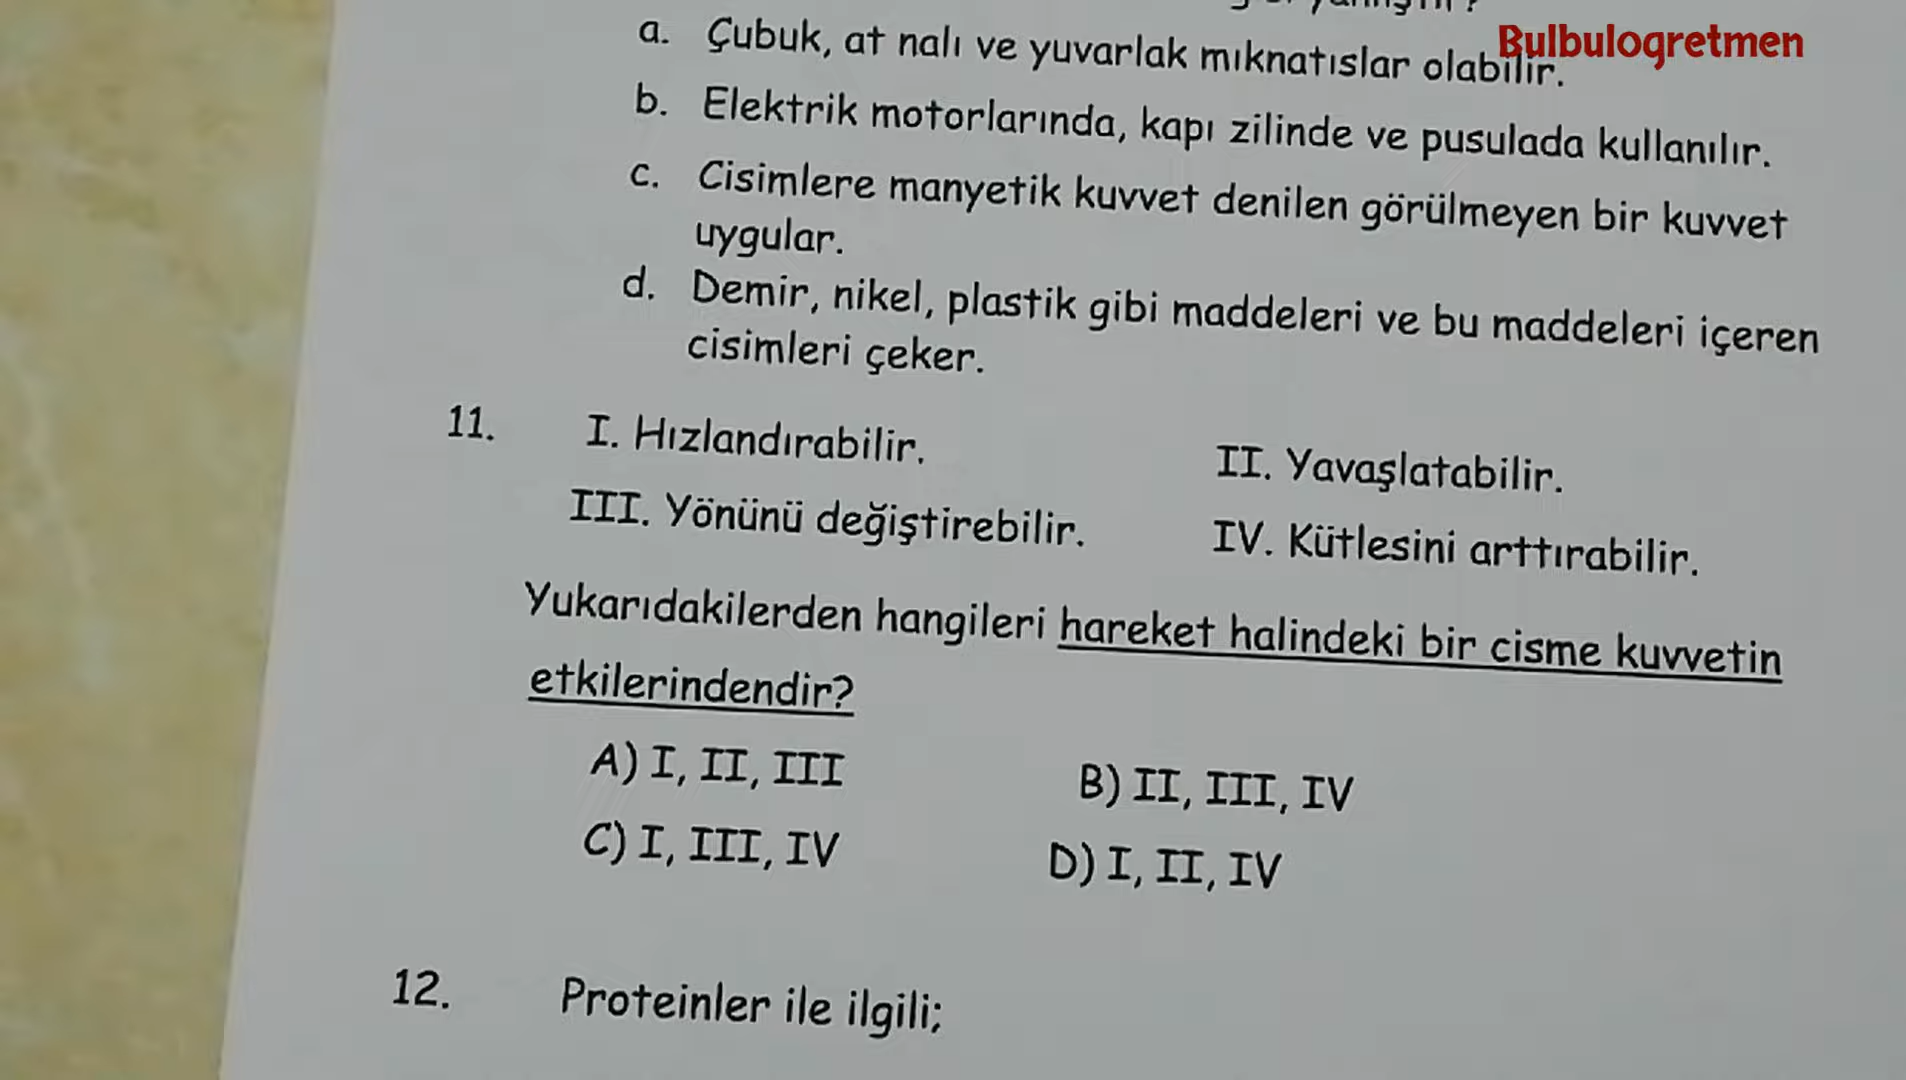 a. Çubuk, at nalı ve yuvarlak mıknatıslar olabilir.
Bulbulogretmen
b. Elektrik motorlarında, kapı zilinde ve pusulada kullanılır.
c. Cisimlere manyetik kuvvet denilen görülmeyen bir kuvvet
uygular.
d. Demir, nikel, plastik gibi maddeleri ve bu maddeleri içeren
cisimleri çeker.
11. I. Hızlandırabilir. II. Yavaşlatabilir.
III. Yönünü değiştirebilir. IV. Kütlesini arttırabilir.
Yukarıdakilerden hangileri hareket halindeki bir cisme kuvvetin
etkilerindendir?
A) I, II, III B) II, III, IV
C) I, III, IV D) I, II, IV
12. Proteinler ile ilgili;